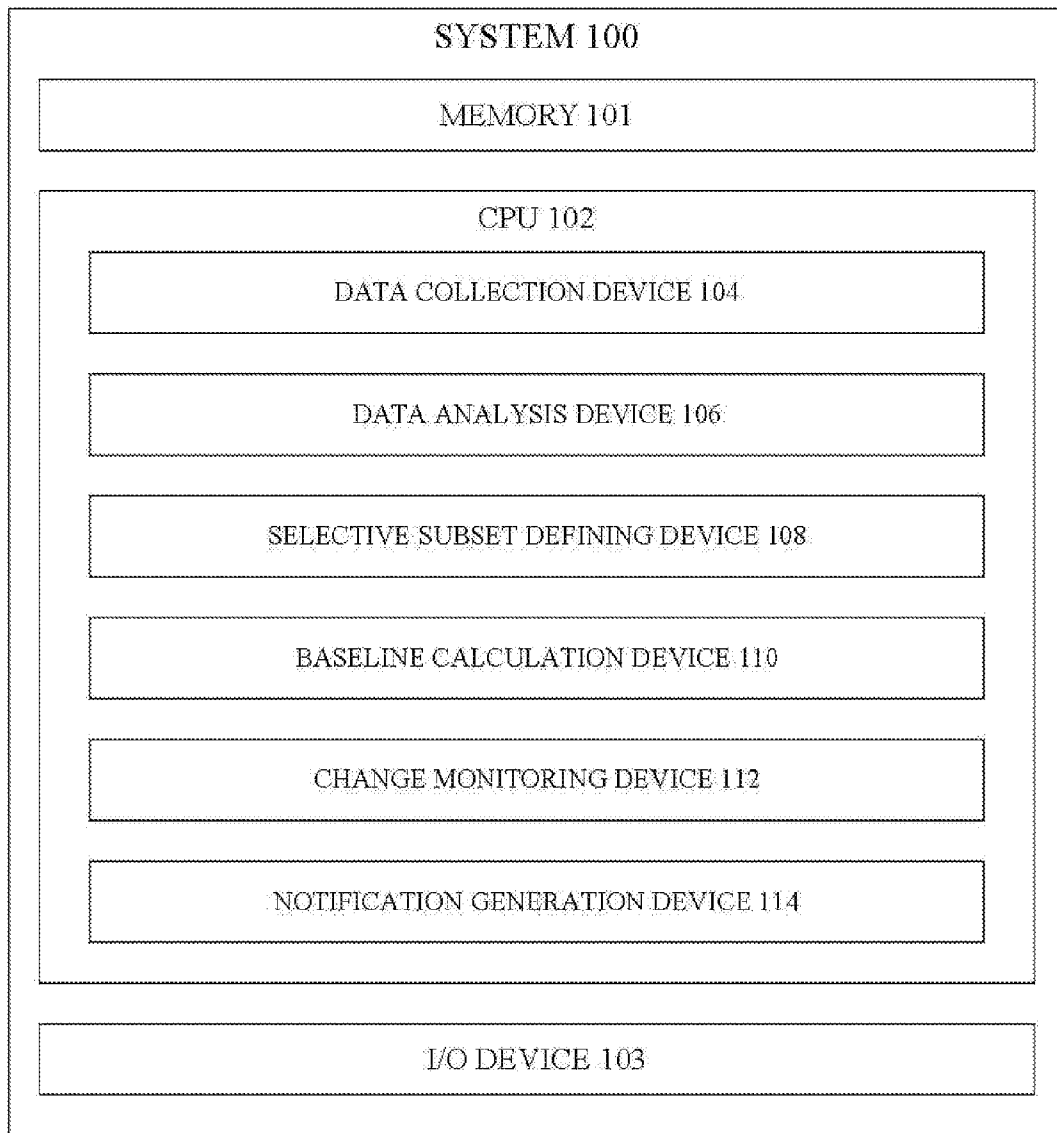 SYSTEM 100
MEMORY 101
CPU 102
DATA COLLECTION DEVICE 104
DATA ANALYSIS DEVICE 106
SELECTIVE SUBSET DEFINING DEVICE 108
BASELINE CALCULATION DEVICE 110
CHANGE MONITORING DEVICE 112
NOTIFICATION GENERATION DEVICE 114
I/O DEVICE 103